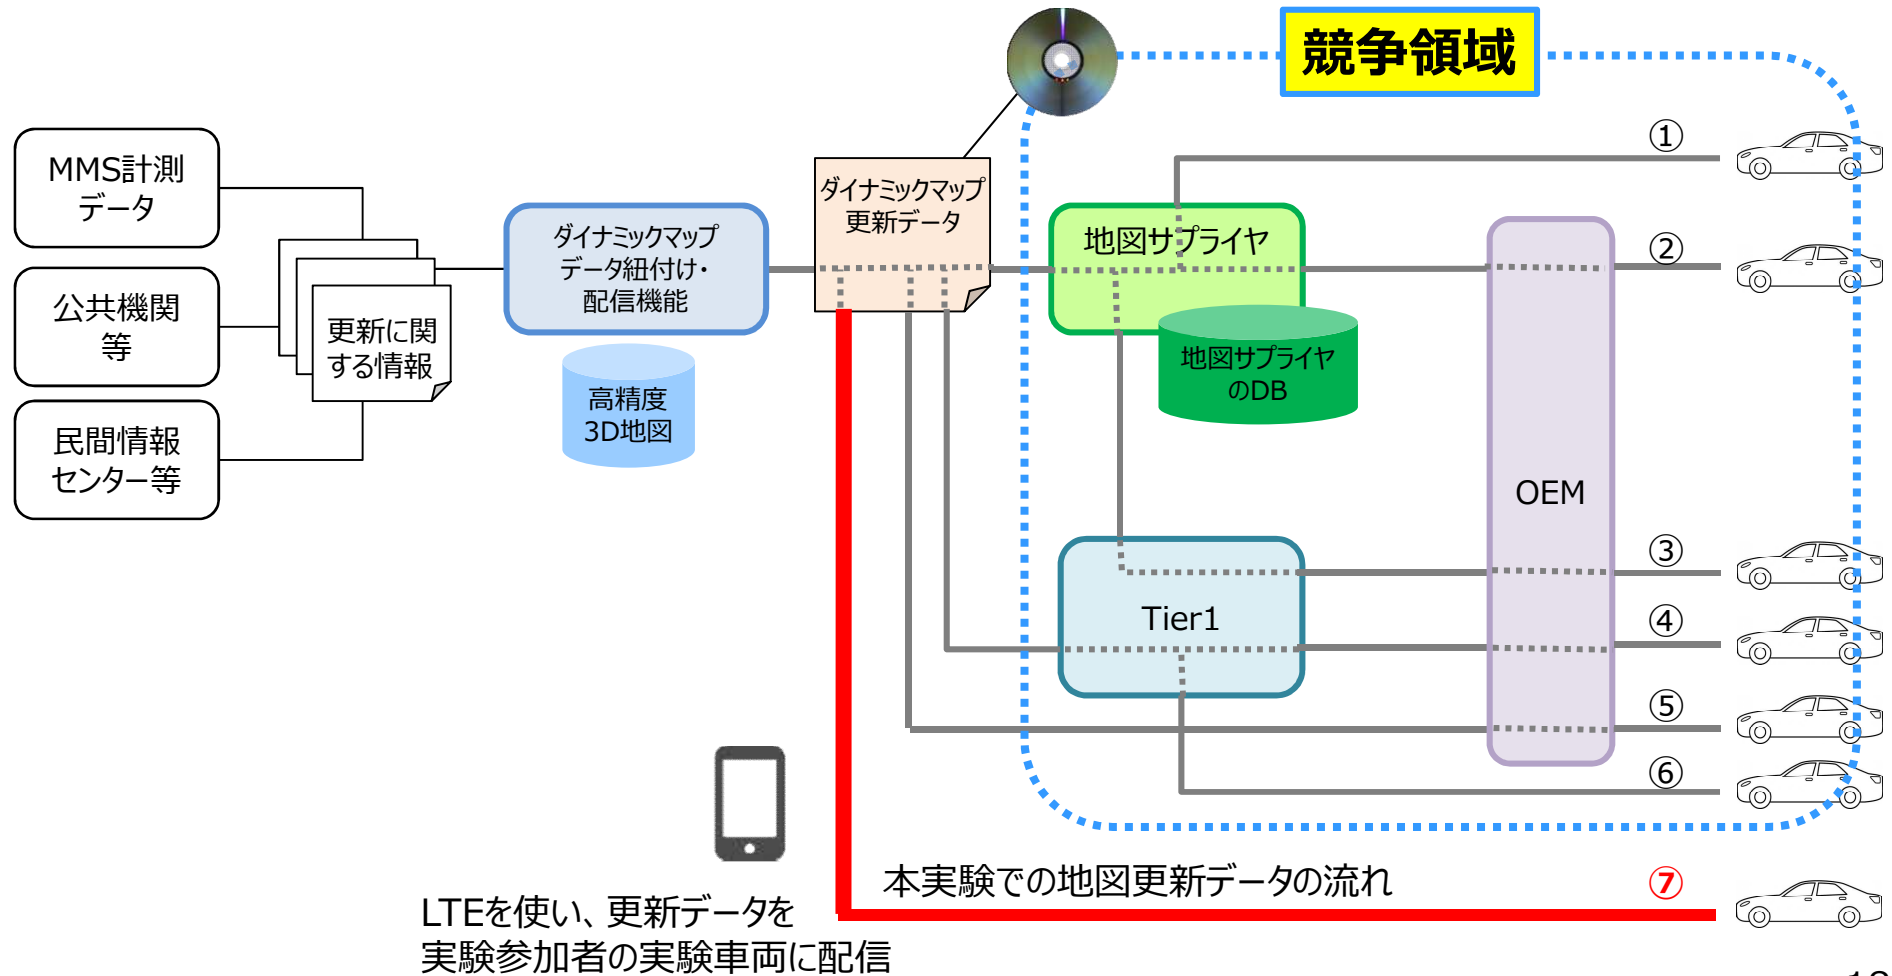 競争領域
MMS計測
データ
公共機関
等
民間情報
センター等
更新に関
する情報
ダイナミックマップ
データ紐付け・
配信機能
高精度
3D地図
ダイナミックマップ
更新データ
地図サプライヤ
地図サプライヤ
のDB
Tier1
OEM
①
②
③
④
⑤
⑥
⑦
本実験での地図更新データの流れ
LTEを使い、更新データを
実験参加者の実験車両に配信